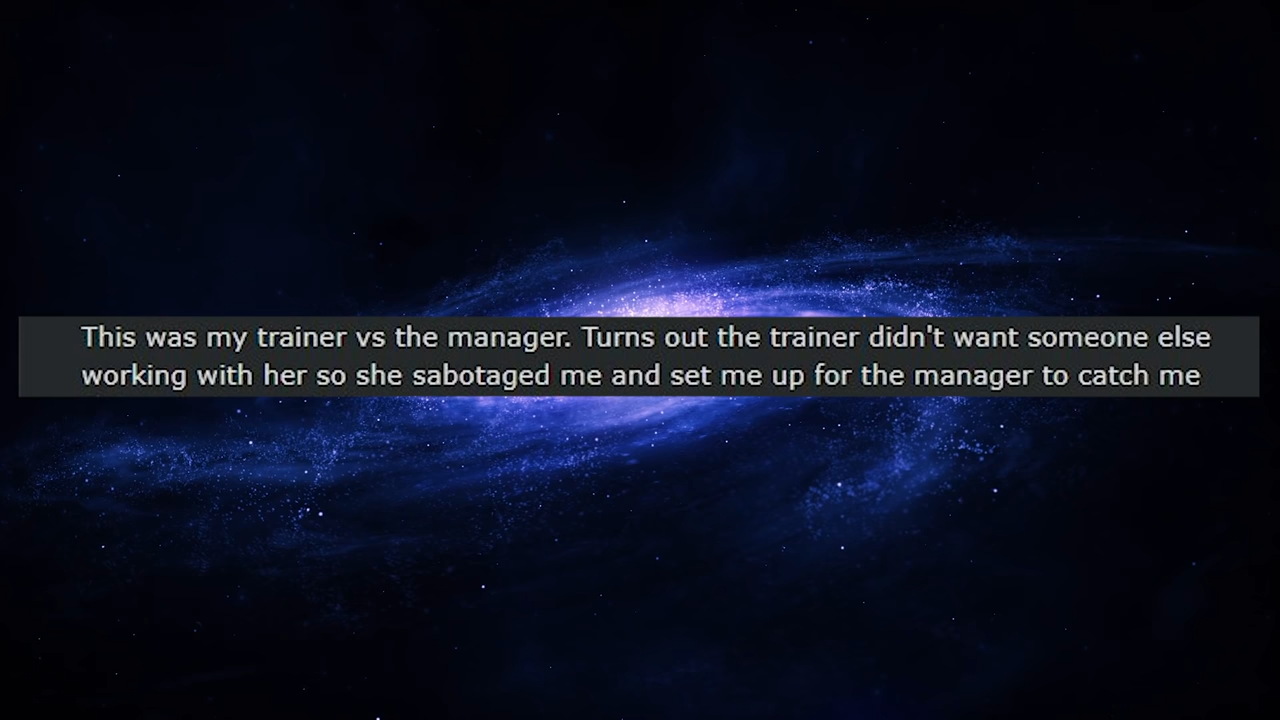 This was my trainer vs the manager. Turns out the trainer didn't want someone else
working with her so she sabotaged me and set me up for the manager to catch me